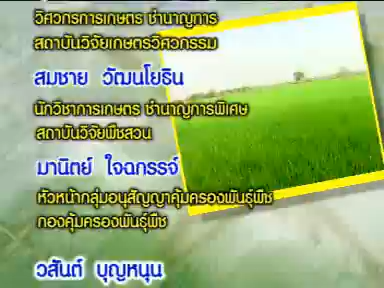 วิศวกรการเกษตร ชำนาญการ
สถาบันวิจัยเกษตรวิศวกรรม
สมชาย วัฒนโยธิน
นักวิชาการเกษตร ชำนาญการพิเศษ
สถาบันวิจัยพืชสวน
มานิตย์ ใจฉกรรจ์
หัวหน้ากลุ่มอนุสัญญาคุ้มครองพันธุ์พืช
กองคุ้มครองพันธุ์พืช
วสันต์ บุญหนุน